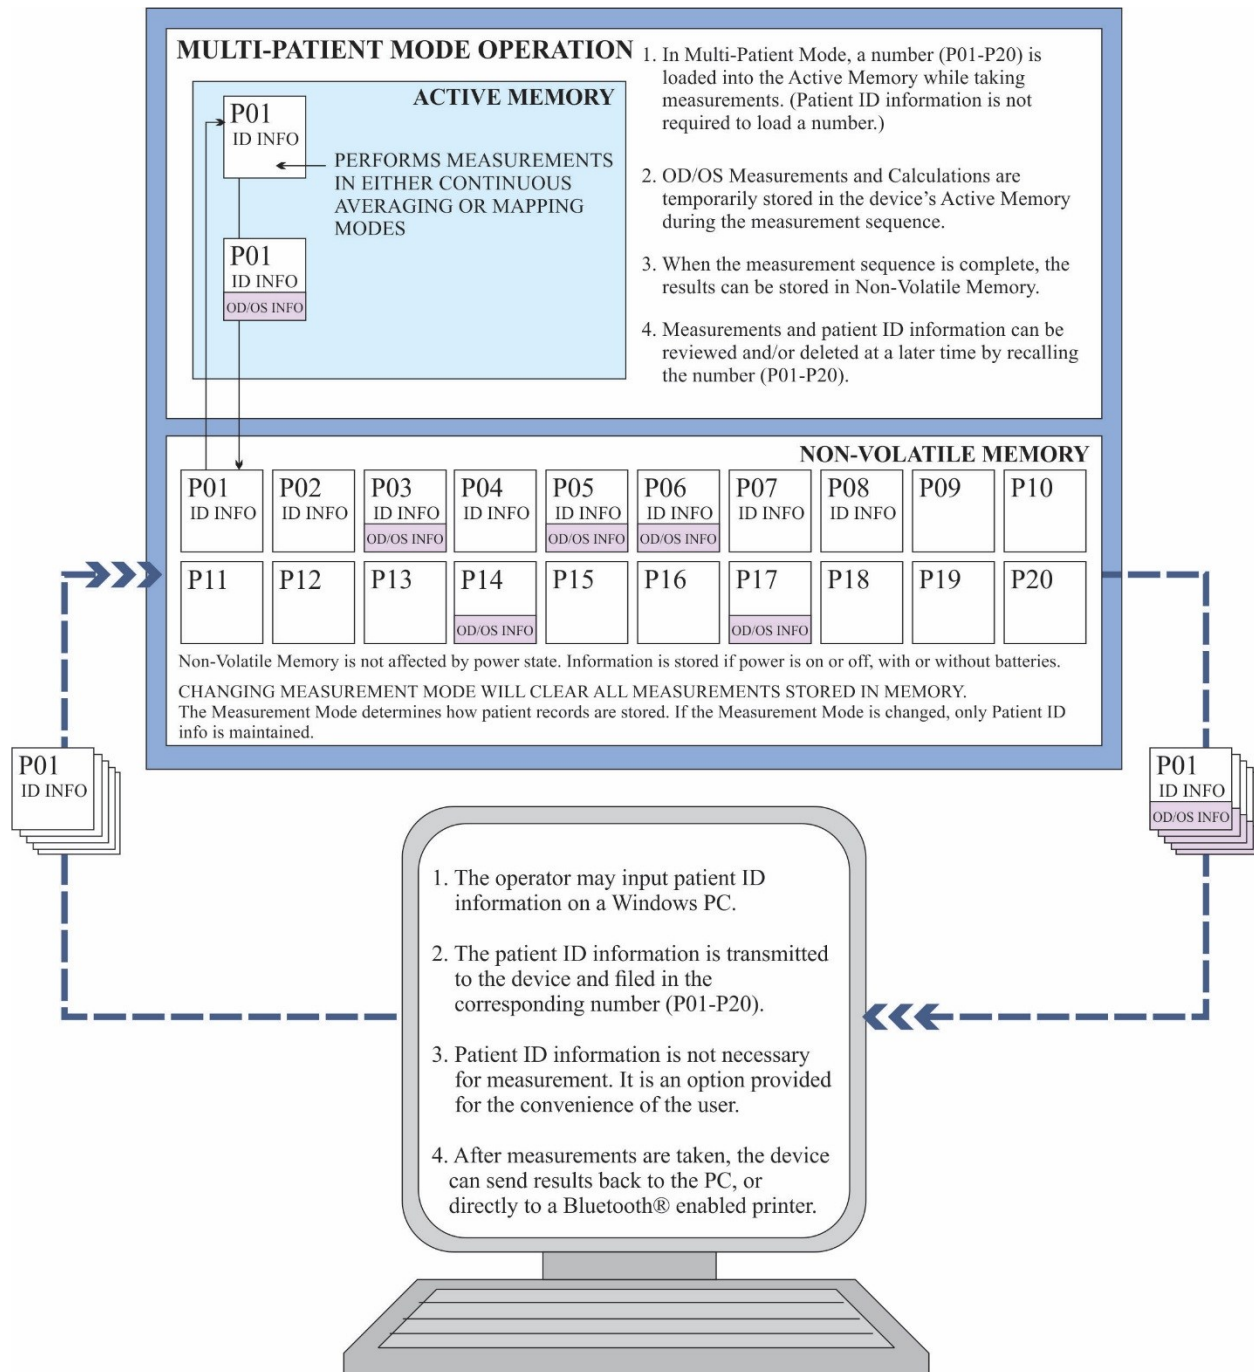 MULTI-PATIENT MODE OPERATION
ACTIVE MEMORY
P01
ID INFO
PERFORMS MEASUREMENTS
IN EITHER CONTINUOUS
AVERAGING OR MAPPING
MODES
P01
ID INFO
OD/OS INFO
1. In Multi-Patient Mode, a number (P01-P20) is
loaded into the Active Memory while taking
measurements. (Patient ID information is not
required to load a number.)
2. OD/OS Measurements and Calculations are
temporarily stored in the device's Active Memory
during the measurement sequence.
3. When the measurement sequence is complete, the
results can be stored in Non-Volatile Memory.
4. Measurements and patient ID information can be
reviewed and/or deleted at a later time by recalling
the number (P01-P20).
NON-VOLATILE MEMORY
P01 P02 P03 P04 P05 P06 P07 P08 P09 P10
ID INFO ID INFO ID INFO ID INFO ID INFO ID INFO ID INFO ID INFO
OD/OS INFO OD/OS INFO OD/OS INFO
P11 P12 P13 P14 P15 P16 P17 P18 P19 P20
OD/OS INFO OD/OS INFO
Non-Volatile Memory is not affected by power state. Information is stored if power is on or off, with or without batteries.
CHANGING MEASUREMENT MODE WILL CLEAR ALL MEASUREMENTS STORED IN MEMORY.
The Measurement Mode determines how patient records are stored. If the Measurement Mode is changed, only Patient ID
info is maintained.
P01
ID INFO
P01
ID INFO
OD/OS INFO
1. The operator may input patient ID
information on a Windows PC.
2. The patient ID information is transmitted
to the device and filed in the
corresponding number (P01-P20).
3. Patient ID information is not necessary
for measurement. It is an option provided
for the convenience of the user.
4. After measurements are taken, the device
can send results back to the PC, or
directly to a Bluetooth® enabled printer.